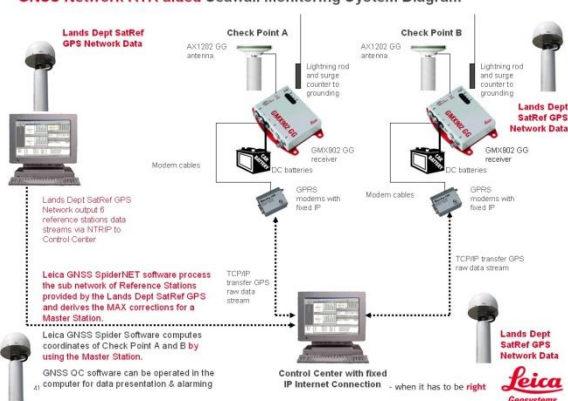 GNSS Network RTK aided Seawall Monitoring System Diagram
Lands Dept SatRef
GPS Network Data
Check Point A
AX1202 GG
antenna
Lightning rod
and surge
counter to
grounding
GMX902 GG
GMX902 GG
receiver
Modem cables
DC batteries
GPRS
modems with
fixed IP
Check Point B
AX1202 GG
antenna
Lightning rod
and surge
counter to
grounding
GMX902 GG
GMX902 GG
receiver
DC batteries
Modem cables
GPRS
modems with
fixed IP
Lands Dept
SatRef GPS
Network Data
Lands Dept SatRef GPS
Network output 6
reference stations data
streams via NTRIP to
Control Center
TCP/IP
transfer GPS
raw data
stream
TCP/IP transfer GPS
raw data stream
Leica GNSS SpiderNET software process
the sub network of Reference Stations
provided by the Lands Dept SatRef GPS
and derives the MAX corrections for a
Master Station.
Leica GNSS Spider Software computes
coordinates of Check Point A and B by
using the Master Station.
GNSS QC software can be operated in the
computer for data presentation & alarming
41
Control Center with fixed
IP Internet Connection
- when it has to be right
Lands Dept
SatRef GPS
Network Data
Leica
Geosystems